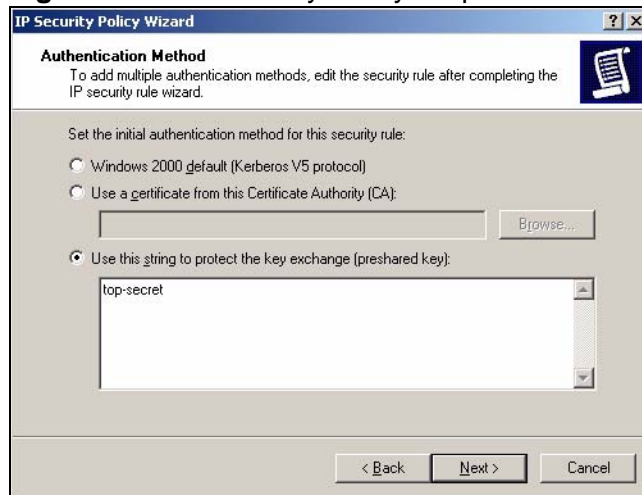 IP Security Policy Wizard
Authentication Method
To add multiple authentication methods, edit the security rule after completing the
IP security rule wizard.
Set the initial authentication method for this security rule:
Windows 2000 default (Kerberos V5 protocol)
Use a certificate from this Certificate Authority (CA):
Browse...
Use this string to protect the key exchange (preshared key):
top-secret
< Back
Next >
Cancel